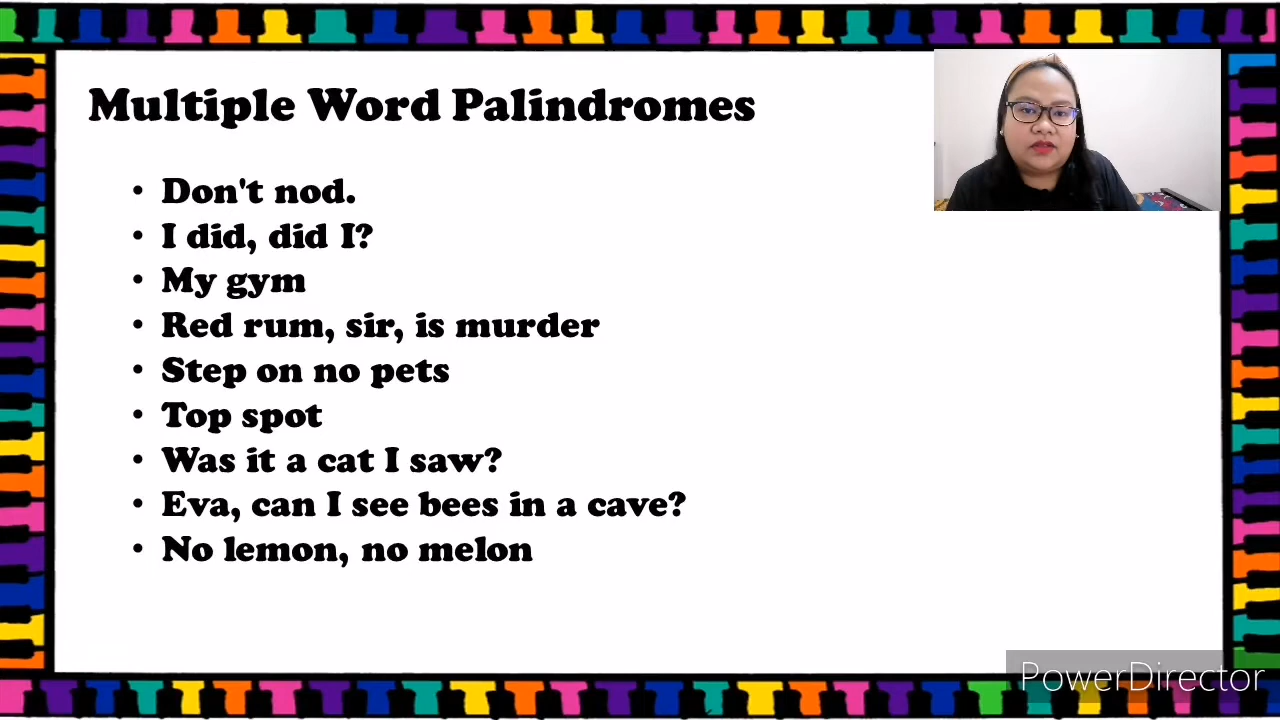 Multiple Word Palindromes
• Don't nod.
• I did, did I?
• My gym
• Red rum, sir, is murder
• Step on no pets
• Top spot
• Was it a cat I saw?
• Eva, can I see bees in a cave?
• No lemon, no melon
PowerDirector